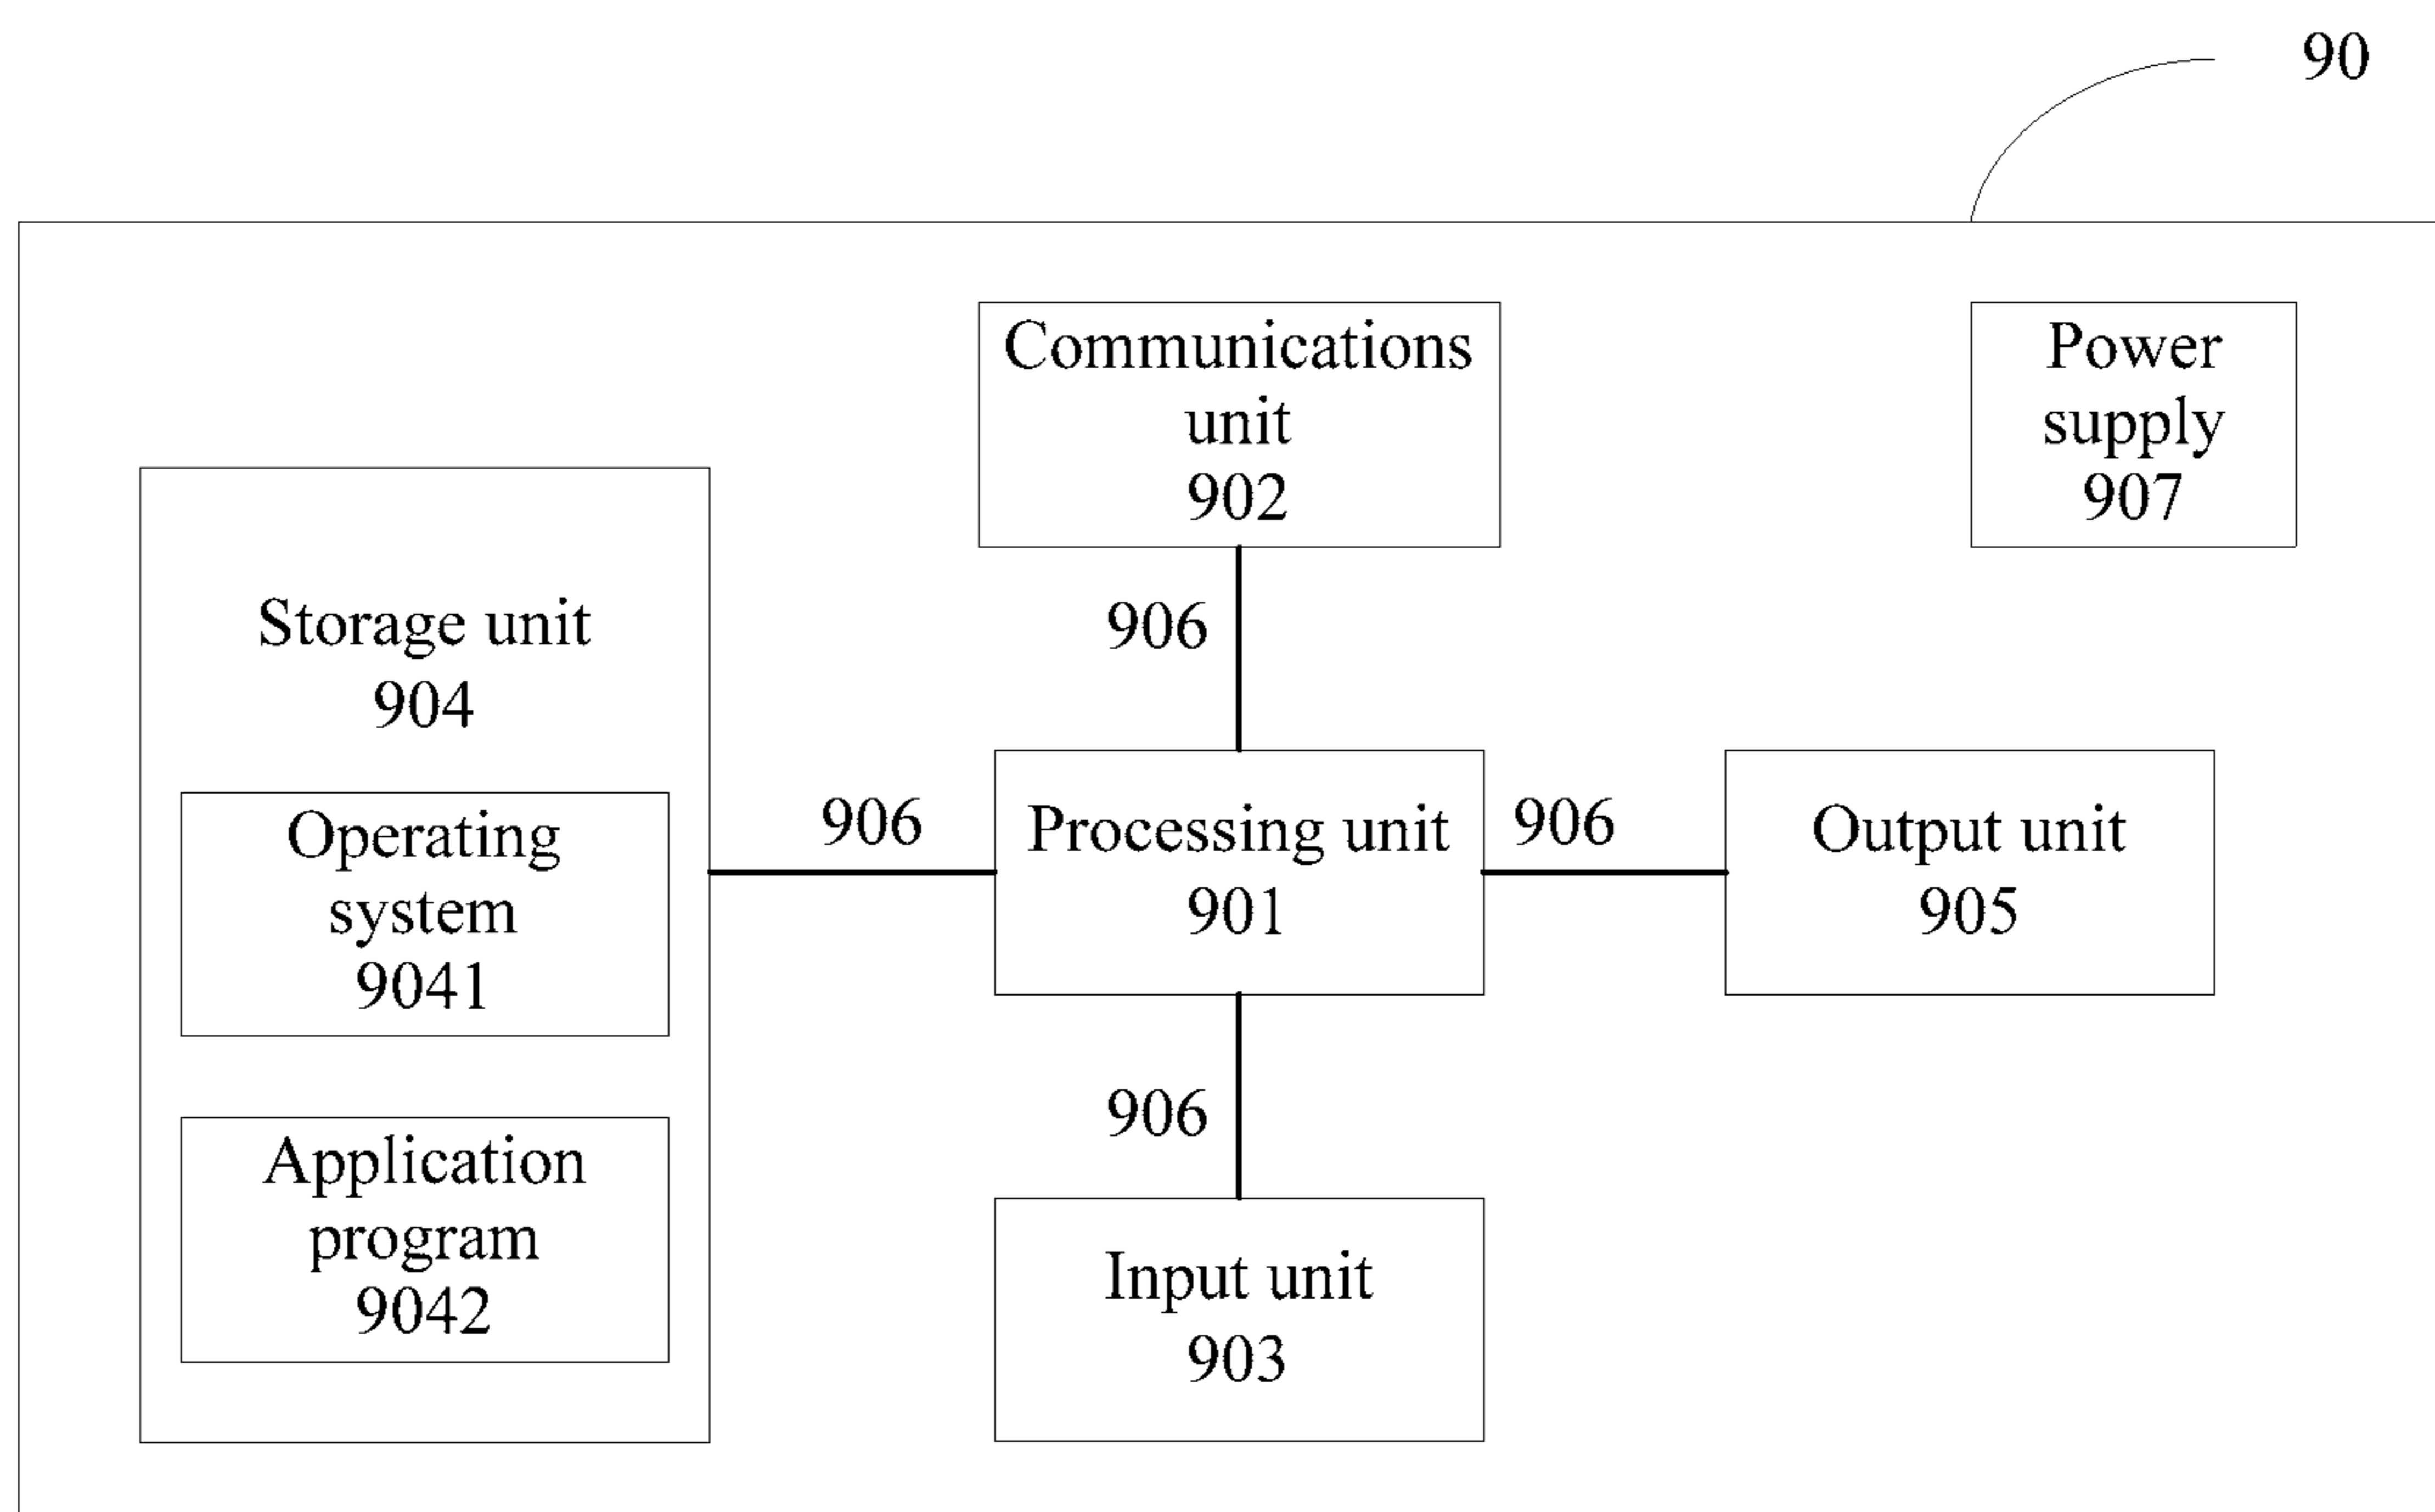 90
Communications
unit
902
Power
supply
907
906
Storage unit
904
Operating
system
9041
Application
program
9042
906
Processing unit
901
906
Output unit
905
906
Input unit
903